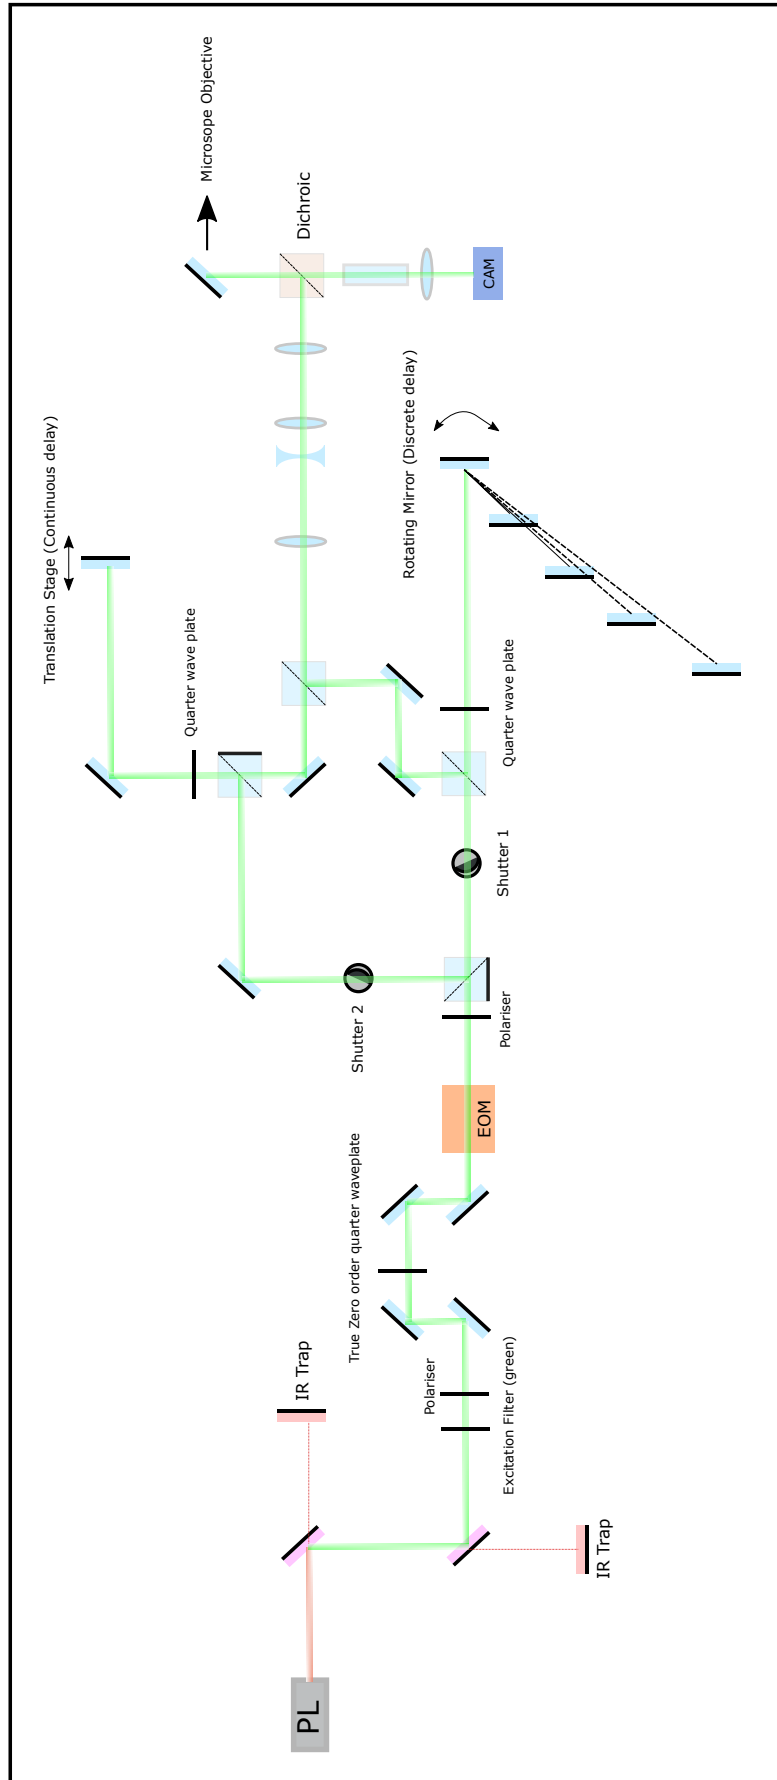 Microsope Objective
Dichroic
CAM
Translation Stage (Continuous delay)
Rotating Mirror (Discrete delay)
Quarter wave plate
Quarter wave plate
Shutter 1
Shutter 2
Polariser
EOM
True Zero order quarter waveplate
Polariser
Excitation Filter (green)
IR Trap
IR Trap
PL